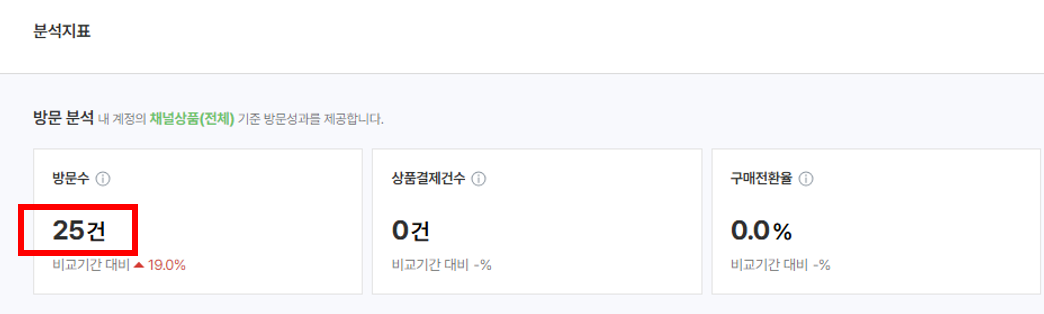 분석지표
방문 분석 내 계정의 채널상품(전체) 기준 방문성과를 제공합니다.
방문수
25건
비교기간 대비 ▲ 19.0%
상품결제건수
0건
비교기간 대비 -%
구매전환율
0.0%
비교기간 대비 -%